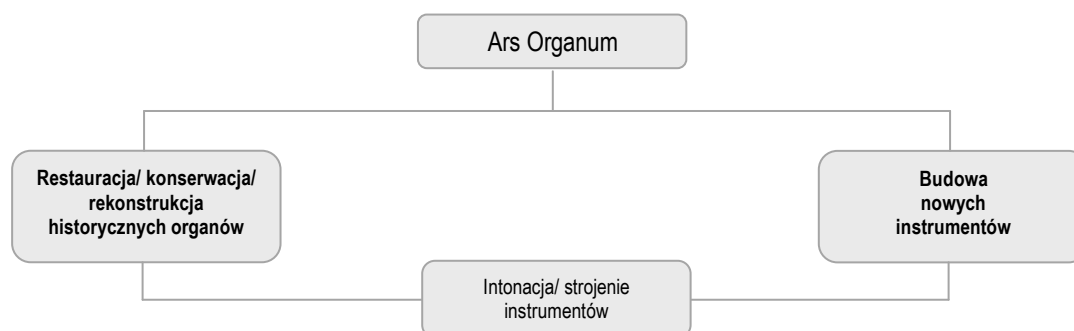 Ars Organum
Restauracja/ konserwacja/
rekonstrukcja
historycznych organów
Budowa
nowych
instrumentów
Intonacja/ strojenie
instrumentów